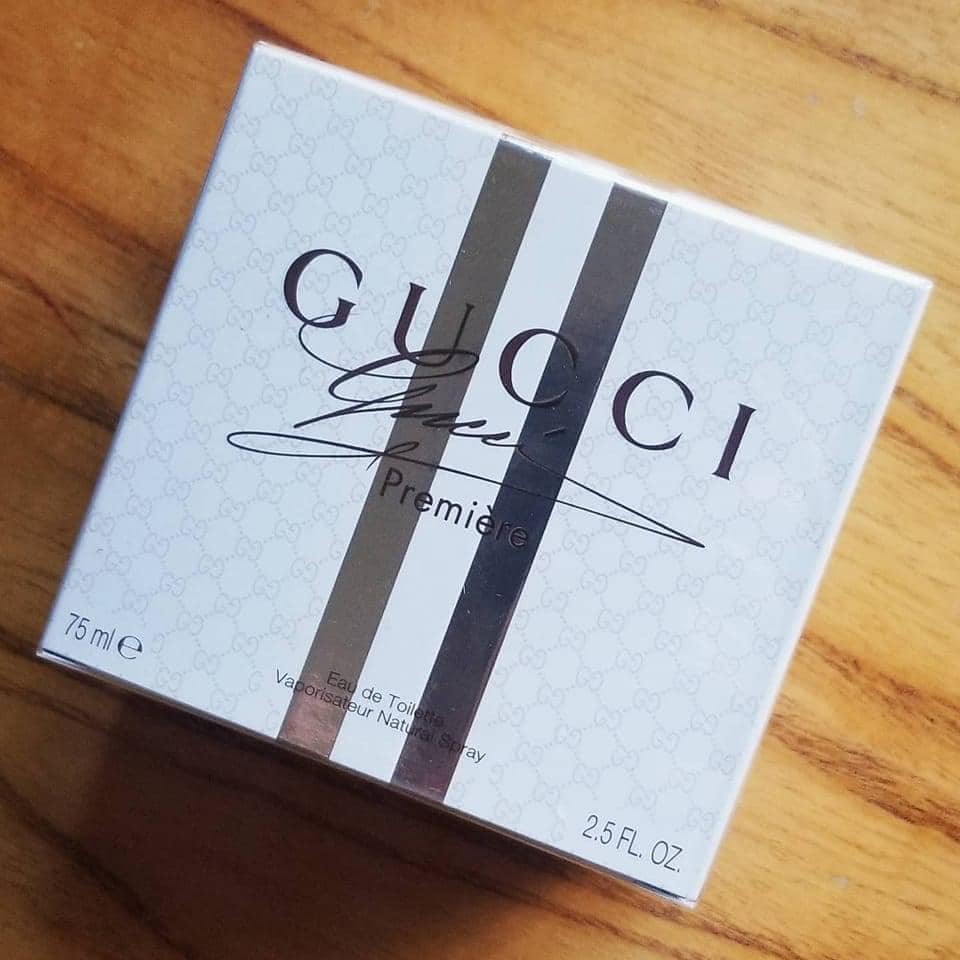 GUCCI
Gucci
Première
75 ml ℮
Eau de Toilette
Vaporisateur Natural Spray
2.5 FL. OZ.